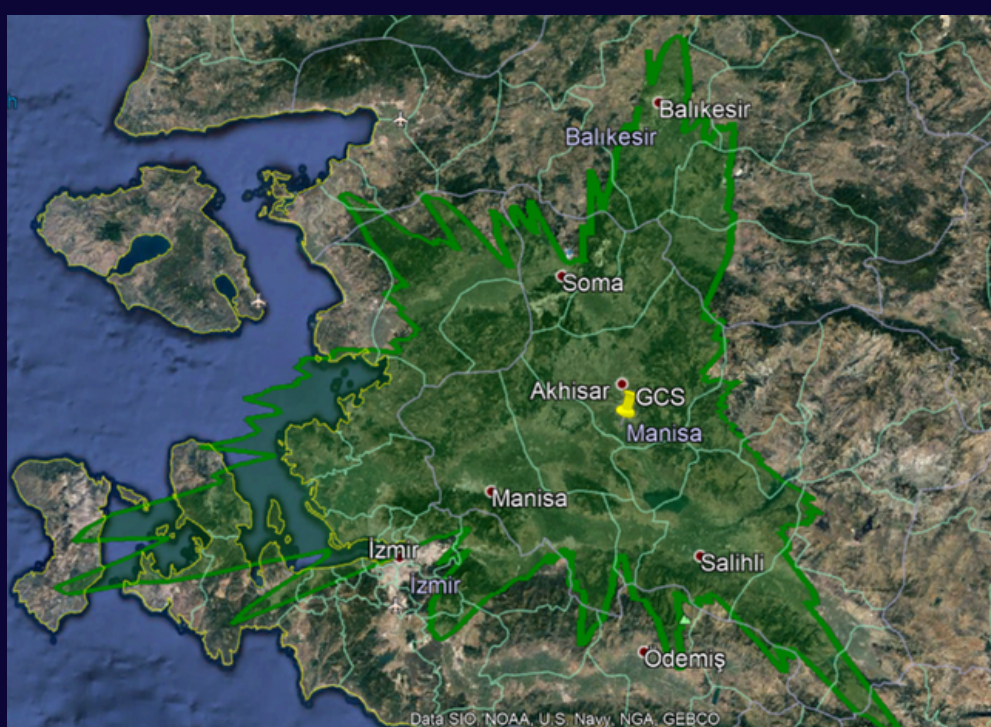 Balıkesir
Balıkesir
Soma
Akhisar
GCS
Manisa
Manisa
İzmir
Salihli
İzmir
Ödemiş
Data SIO, NOAA, U.S. Navy, NGA, GEBCO